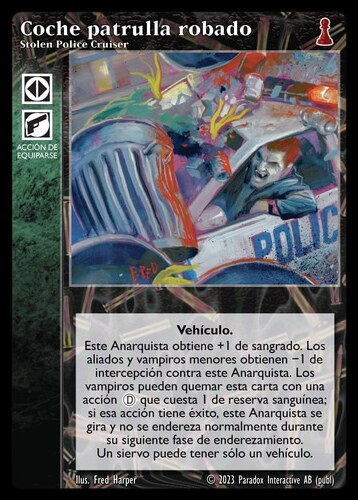 Coche patrulla robado
Stolen Police Cruiser
ACCIÓN DE
EQUIPARSE
POLIC
Vehículo.
Este Anarquista obtiene +1 de sangrado. Los
aliados y vampiros menores obtienen −1 de
intercepción contra este Anarquista. Los
vampiros pueden quemar esta carta con una
acción Ⓓ que cuesta 1 de reserva sanguínea;
si esa acción tiene éxito, este Anarquista se
gira y no se endereza normalmente durante
su siguiente fase de enderezamiento.
Un siervo puede tener sólo un vehículo.
Illus. Fred Harper
© 2023 Paradox Interactive AB (publ)